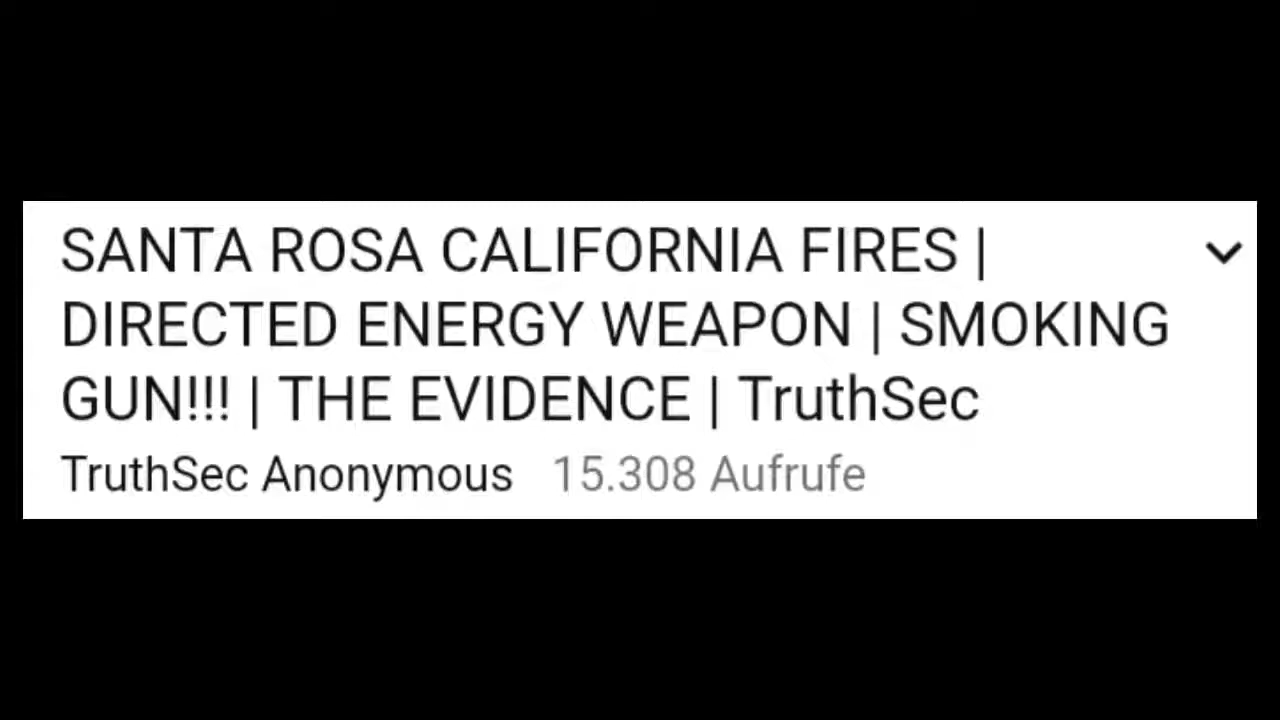 SANTA ROSA CALIFORNIA FIRES |
DIRECTED ENERGY WEAPON | SMOKING
GUN!!! | THE EVIDENCE | TruthSec
TruthSec Anonymous 15.308 Aufrufe